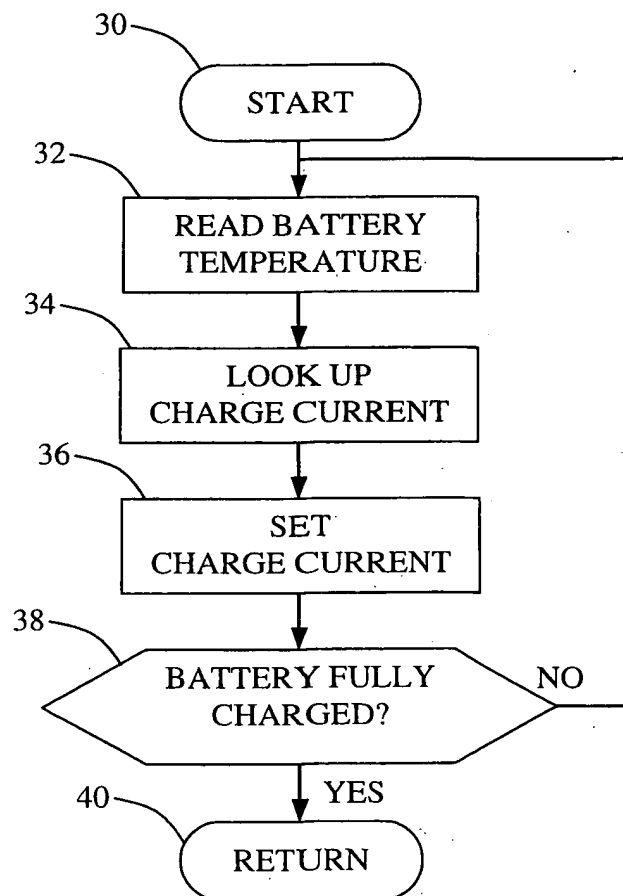 30
START
32
READ BATTERY
TEMPERATURE
34
LOOK UP
CHARGE CURRENT
36
SET
CHARGE CURRENT
38
BATTERY FULLY
CHARGED?
NO
YES
40
RETURN